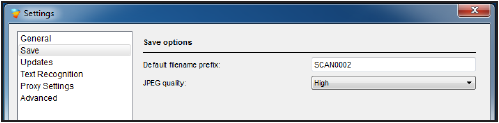 Settings
General
Save
Updates
Text Recognition
Proxy Settings
Advanced
Save options
Default filename prefix: SCAN0002
JPEG quality: High